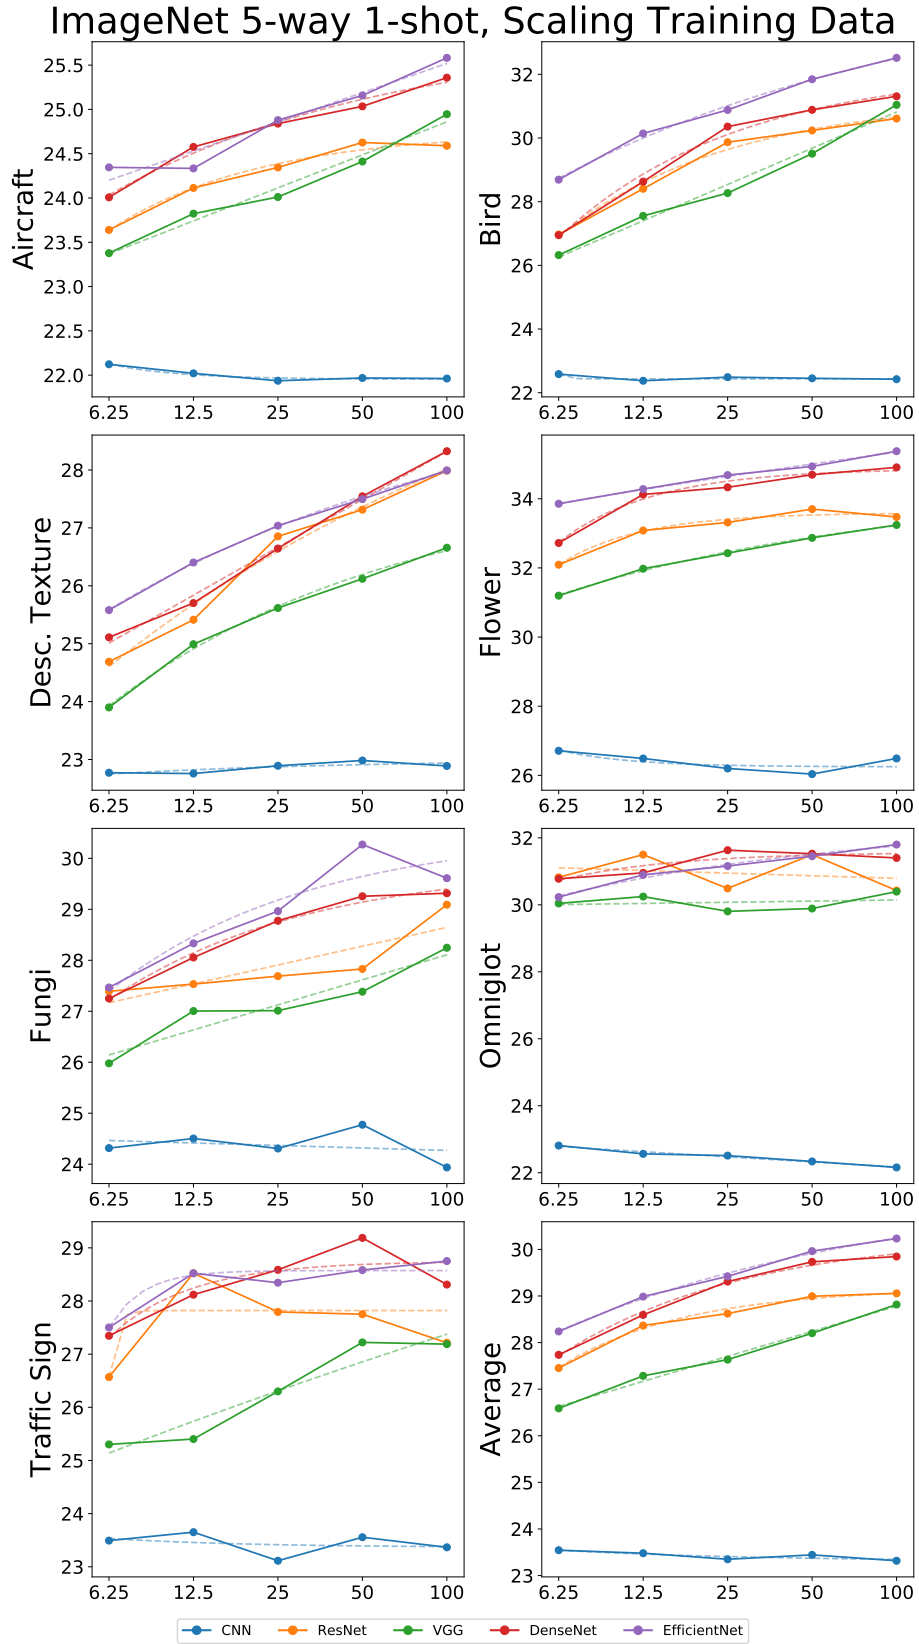 ImageNet 5-way 1-shot, Scaling Training Data
Aircraft
25.5
25.0
24.5
24.0
23.5
23.0
22.5
22.0
6.25 12.5 25 50 100
Bird
32
30
28
26
24
22
6.25 12.5 25 50 100
Desc. Texture
28
27
26
25
24
23
6.25 12.5 25 50 100
Flower
34
32
30
28
26
6.25 12.5 25 50 100
Fungi
30
29
28
27
26
25
24
6.25 12.5 25 50 100
Omniglot
32
30
28
26
24
22
6.25 12.5 25 50 100
Traffic Sign
29
28
27
26
25
24
23
6.25 12.5 25 50 100
Average
30
29
28
27
26
25
24
23
6.25 12.5 25 50 100
CNN ResNet VGG DenseNet EfficientNet